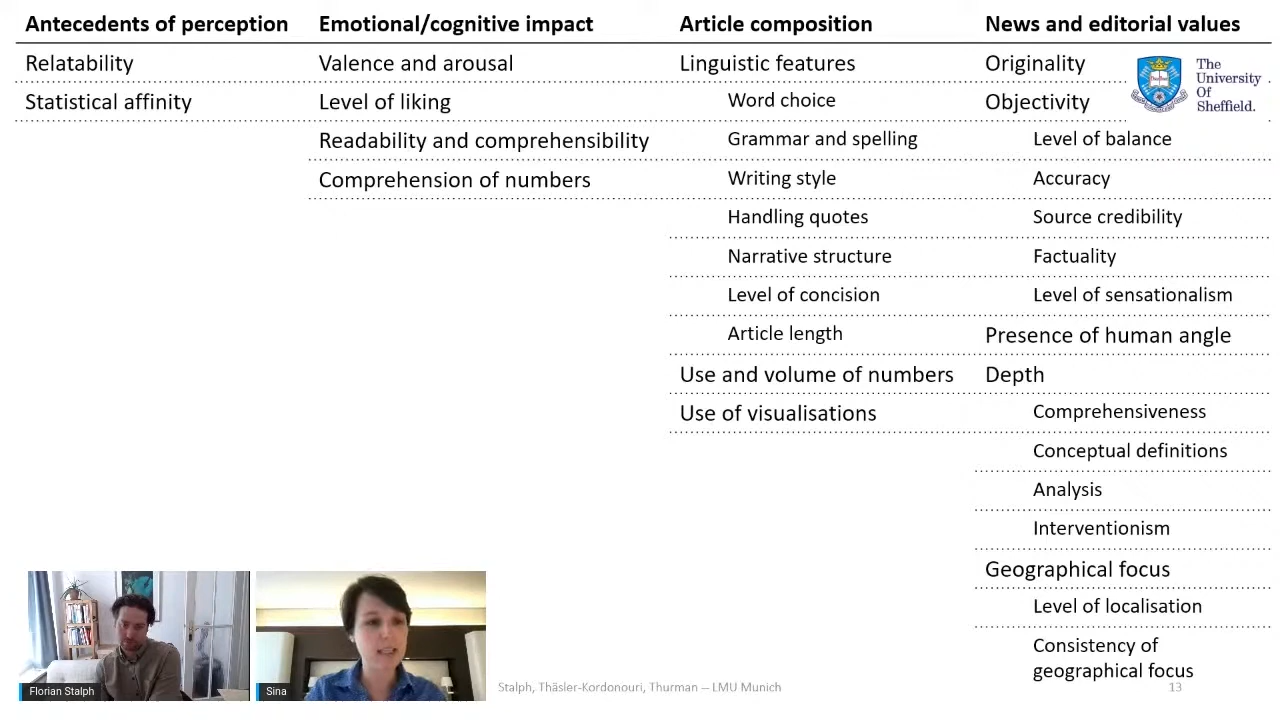 Antecedents of perception
Relatability
Statistical affinity
Emotional/cognitive impact
Valence and arousal
Level of liking
Readability and comprehensibility
Comprehension of numbers
Article composition
Linguistic features
Word choice
Grammar and spelling
Writing style
Handling quotes
Narrative structure
Level of concision
Article length
Use and volume of numbers
Use of visualisations
News and editorial values
Originality
Objectivity
Level of balance
Accuracy
Source credibility
Factuality
Level of sensationalism
Presence of human angle
Depth
Comprehensiveness
Conceptual definitions
Analysis
Interventionism
Geographical focus
Level of localisation
Consistency of
geographical focus
The
University
Of
Sheffield.
Florian Stalph
Sina
Stalph, Thäsler-Kordonouri, Thurman – LMU Munich
13